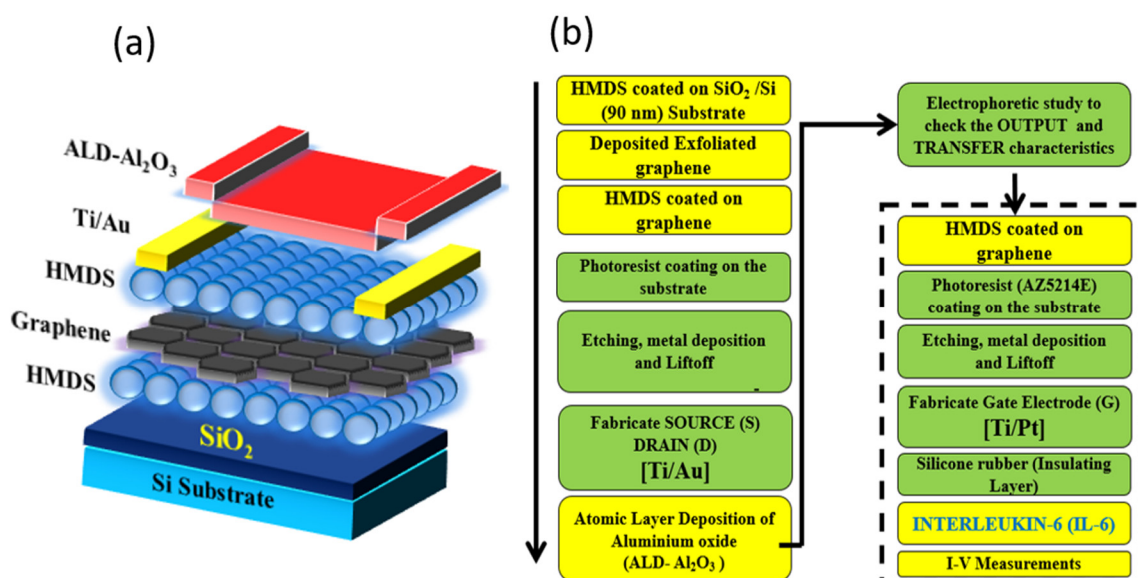 (a)
ALD-Al₂O₃
Ti/Au
HMDS
Graphene
HMDS
SiO₂
Si Substrate
(b)
HMDS coated on SiO₂ /Si
(90 nm) Substrate
Deposited Exfoliated
graphene
HMDS coated on
graphene
Photoresist coating on the
substrate
Etching, metal deposition
and Liftoff
Fabricate SOURCE (S)
DRAIN (D)
[Ti/Au]
Atomic Layer Deposition of
Aluminium oxide
(ALD- Al₂O₃ )
Electrophoretic study to
check the OUTPUT and
TRANSFER characteristics
HMDS coated on
graphene
Photoresist (AZ5214E)
coating on the substrate
Etching, metal deposition
and Liftoff
Fabricate Gate Electrode (G)
[Ti/Pt]
Silicone rubber (Insulating
Layer)
INTERLEUKIN-6 (IL-6)
I-V Measurements